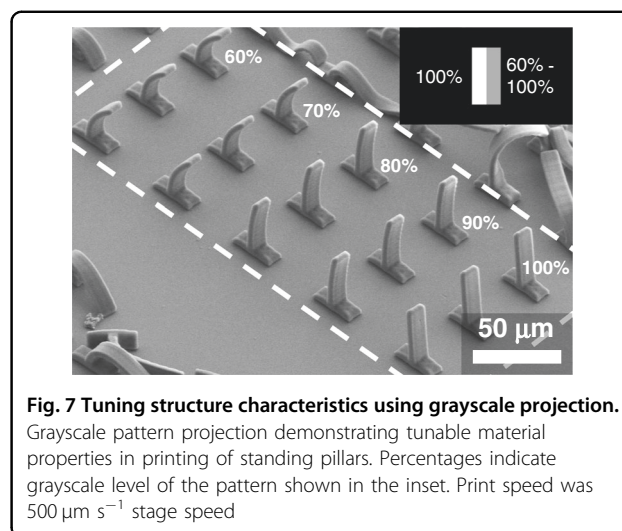 60%
70%
80%
90%
100%
100%
60% -
100%
50 μm
Fig. 7 Tuning structure characteristics using grayscale projection.
Grayscale pattern projection demonstrating tunable material
properties in printing of standing pillars. Percentages indicate
grayscale level of the pattern shown in the inset. Print speed was
500 μm s⁻¹ stage speed